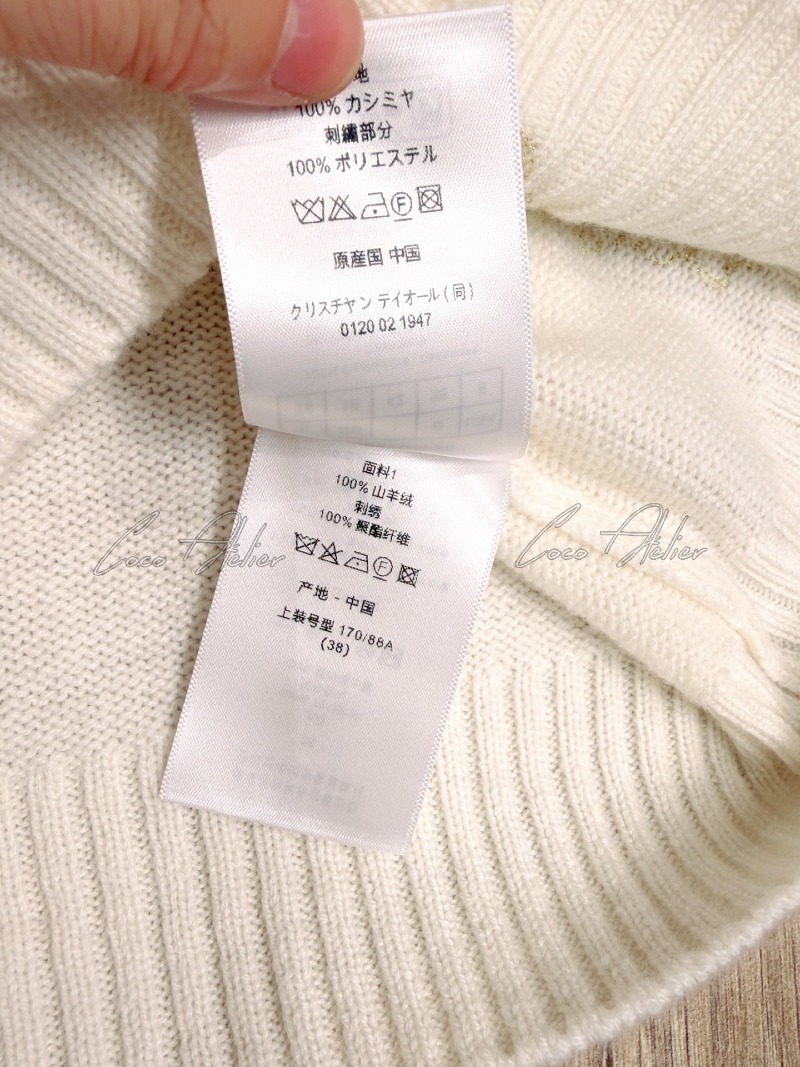 地
100% カシミヤ
刺繍部分
100% ポリエステル
F
原産国 中国
クリスチャン ディオール(同)
0120 02 1947
面料1
100% 山羊绒
刺绣
100% 聚酯纤维
F
产地 - 中国
上装号型 170/88A
(38)
Coco Atelier
Coco Atelier